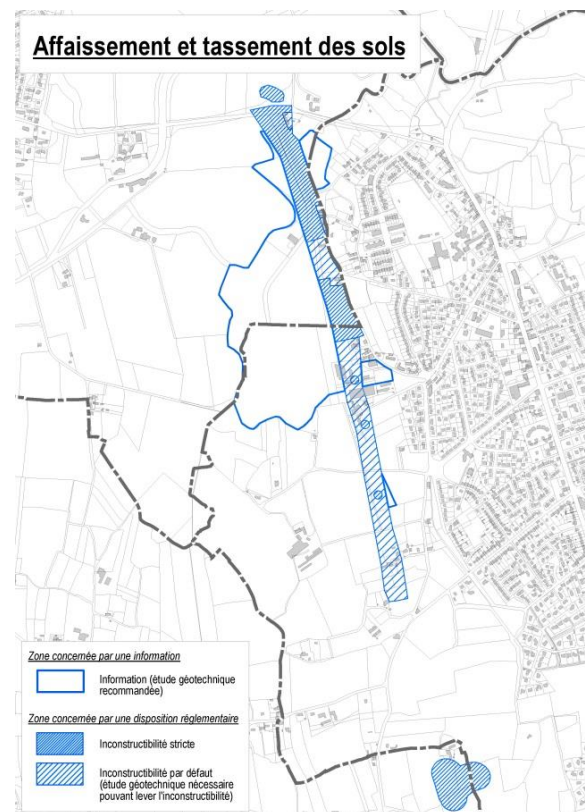 Affaissement et tassement des sols
Zone concernée par une information
Information (étude géotechnique
recommandée)
Zone concernée par une disposition réglementaire
Inconstructibilité stricte
Inconstructibilité par défaut
(étude géotechnique nécessaire
pouvant lever l'inconstructibilité)